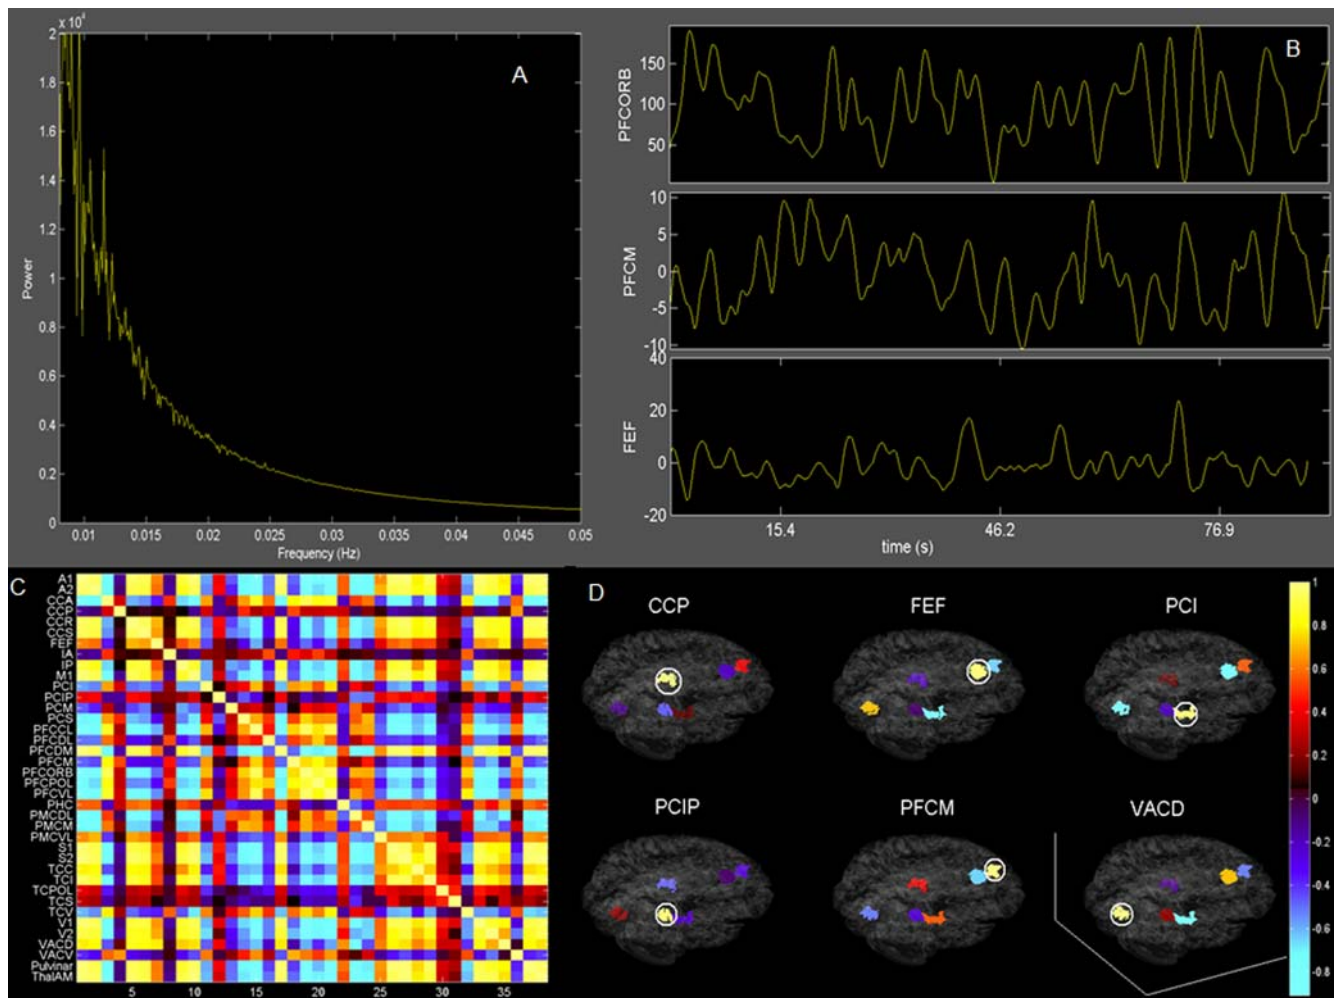 x 10⁴
A
2
1.8
1.6
1.4
1.2
1
0.8
0.6
0.4
0.2
0
Power
0.01 0.015 0.02 0.025 0.03 0.035 0.04 0.045 0.05
Frequency (Hz)
B
150
100
50
PFCORB
10
5
0
-5
-10
PFCM
40
20
0
-20
FEF
15.4 46.2 76.9
time (s)
C
A1
A2
CCA
CCP
CCR
CCS
FEF
IA
IP
M1
PCI
PCIP
PCM
PCS
PFCCL
PFCDL
PFCDM
PFCM
PFCORB
PFCPOL
PFCVL
PHC
PMCDL
PMCM
PMCVL
S1
S2
TCC
TCI
TCPOL
TCS
TCV
V1
V2
VACD
VACV
Pulvinar
ThalAM
5 10 15 20 25 30 35
D
CCP FEF PCI
PCIP PFCM VACD
1
0.8
0.6
0.4
0.2
0
-0.2
-0.4
-0.6
-0.8